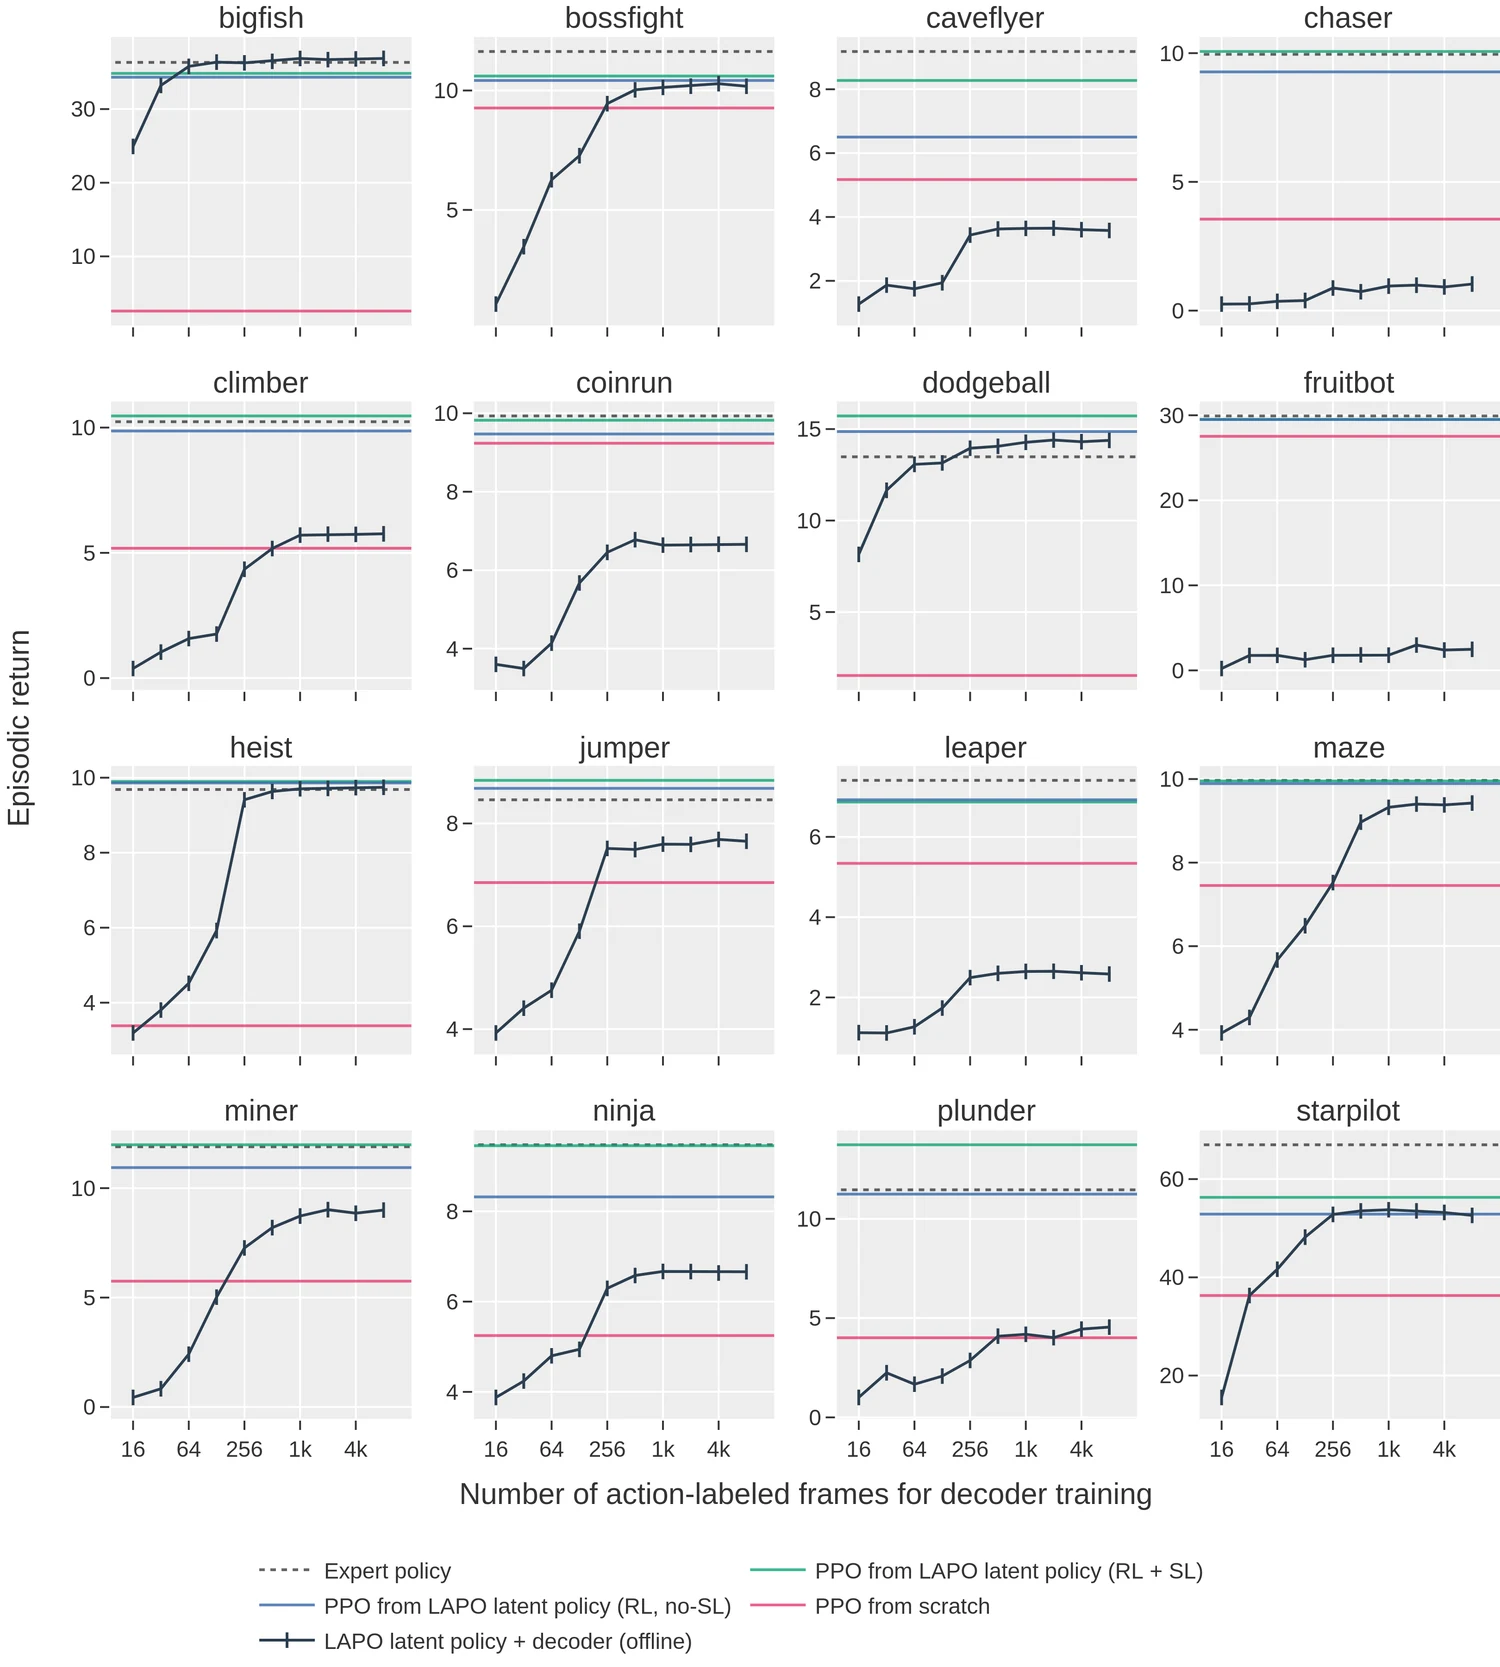 bigfish
bossfight
caveflyer
chaser
30
20
10
10
5
8
6
4
2
10
5
0
climber
coinrun
dodgeball
fruitbot
10
5
0
10
8
6
4
15
10
5
30
20
10
0
Episodic return
heist
jumper
leaper
maze
10
8
6
4
8
6
4
6
4
2
10
8
6
4
miner
ninja
plunder
starpilot
10
5
0
8
6
4
10
5
0
60
40
20
16 64 256 1k 4k
16 64 256 1k 4k
16 64 256 1k 4k
16 64 256 1k 4k
Number of action-labeled frames for decoder training
Expert policy
PPO from LAPO latent policy (RL + SL)
PPO from LAPO latent policy (RL, no-SL)
PPO from scratch
LAPO latent policy + decoder (offline)